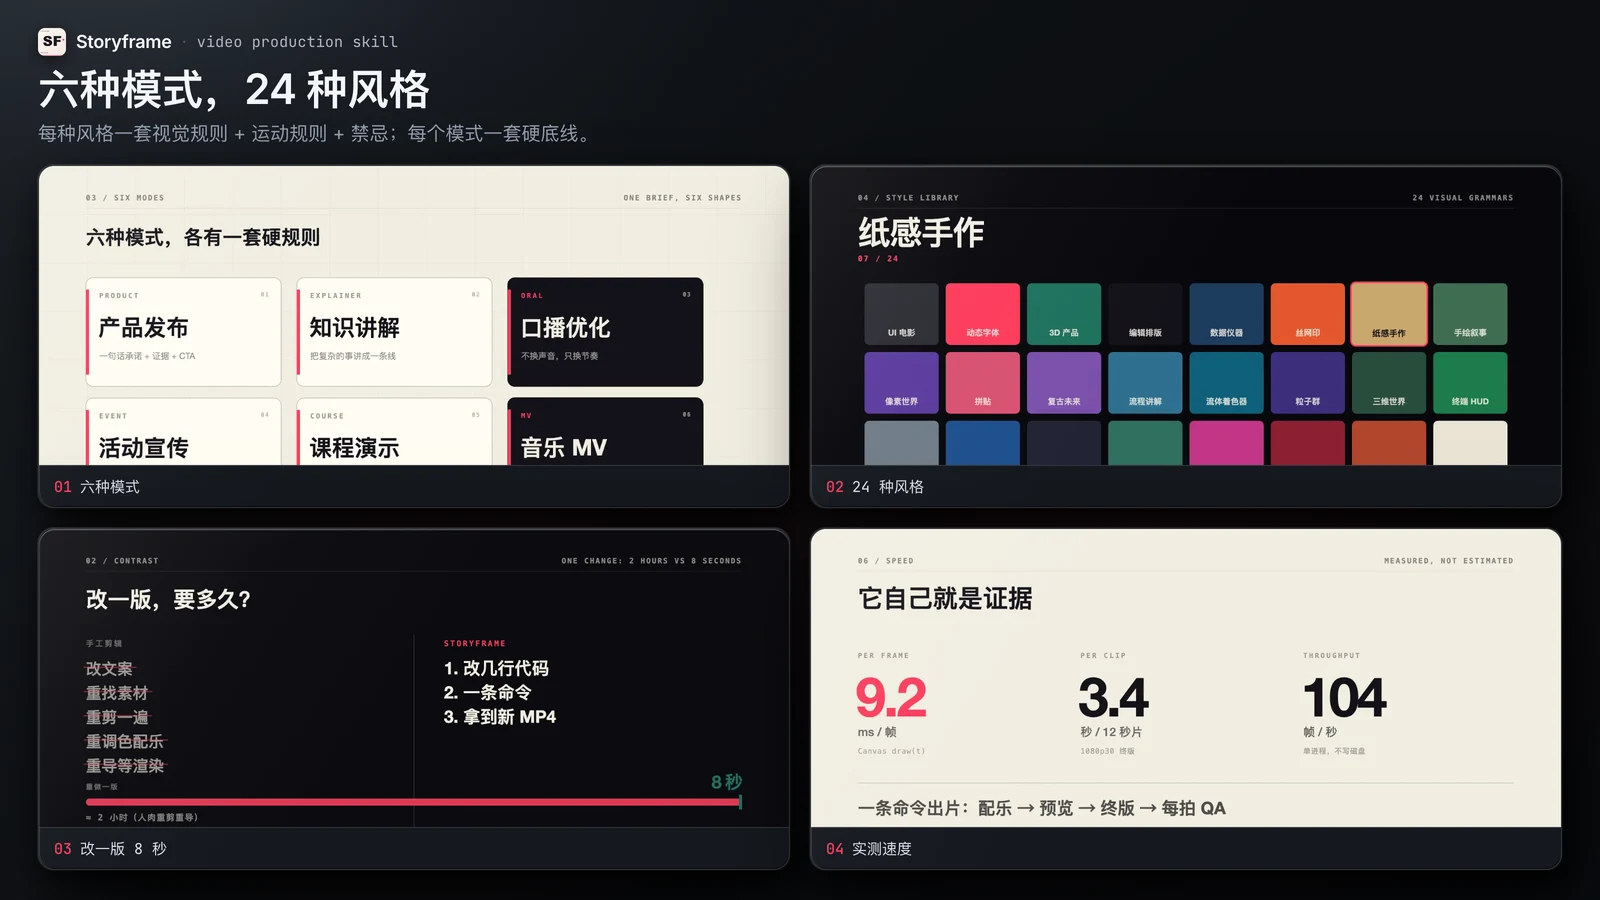 SF Storyframe · video production skill
六种模式，24 种风格
每种风格一套视觉规则 + 运动规则 + 禁忌；每个模式一套硬底线。
03 / SIX MODES
ONE BRIEF, SIX SHAPES
六种模式，各有一套硬规则
PRODUCT 01
产品发布
一句话承诺 + 证据 + CTA
EXPLAINER 02
知识讲解
把复杂的事讲成一条线
ORAL 03
口播优化
不换声音，只换节奏
EVENT 04
活动宣传
COURSE 05
课程演示
MV 06
音乐 MV
01 六种模式
04 / STYLE LIBRARY
24 VISUAL GRAMMARS
纸感手作
07 / 24
UI 电影
动态字体
3D 产品
编辑排版
数据仪器
丝网印
纸感手作
手绘叙事
像素世界
拼贴
复古未来
流程讲解
流体着色器
粒子群
三维世界
终端 HUD
02 24 种风格
02 / CONTRAST
ONE CHANGE: 2 HOURS VS 8 SECONDS
改一版，要多久?
手工剪辑
改文案
重找素材
重剪一遍
重调色配乐
重导等渲染
STORYFRAME
1. 改几行代码
2. 一条命令
3. 拿到新 MP4
重做一版
8 秒
≈ 2 小时（人肉重剪重导）
03 改一版 8 秒
06 / SPEED
MEASURED, NOT ESTIMATED
它自己就是证据
PER FRAME
9.2
ms / 帧
Canvas draw(t)
PER CLIP
3.4
秒 / 12 秒片
1080p30 终版
THROUGHPUT
104
帧 / 秒
单进程，不写磁盘
一条命令出片：配乐 → 预览 → 终版 → 每拍 QA
04 实测速度